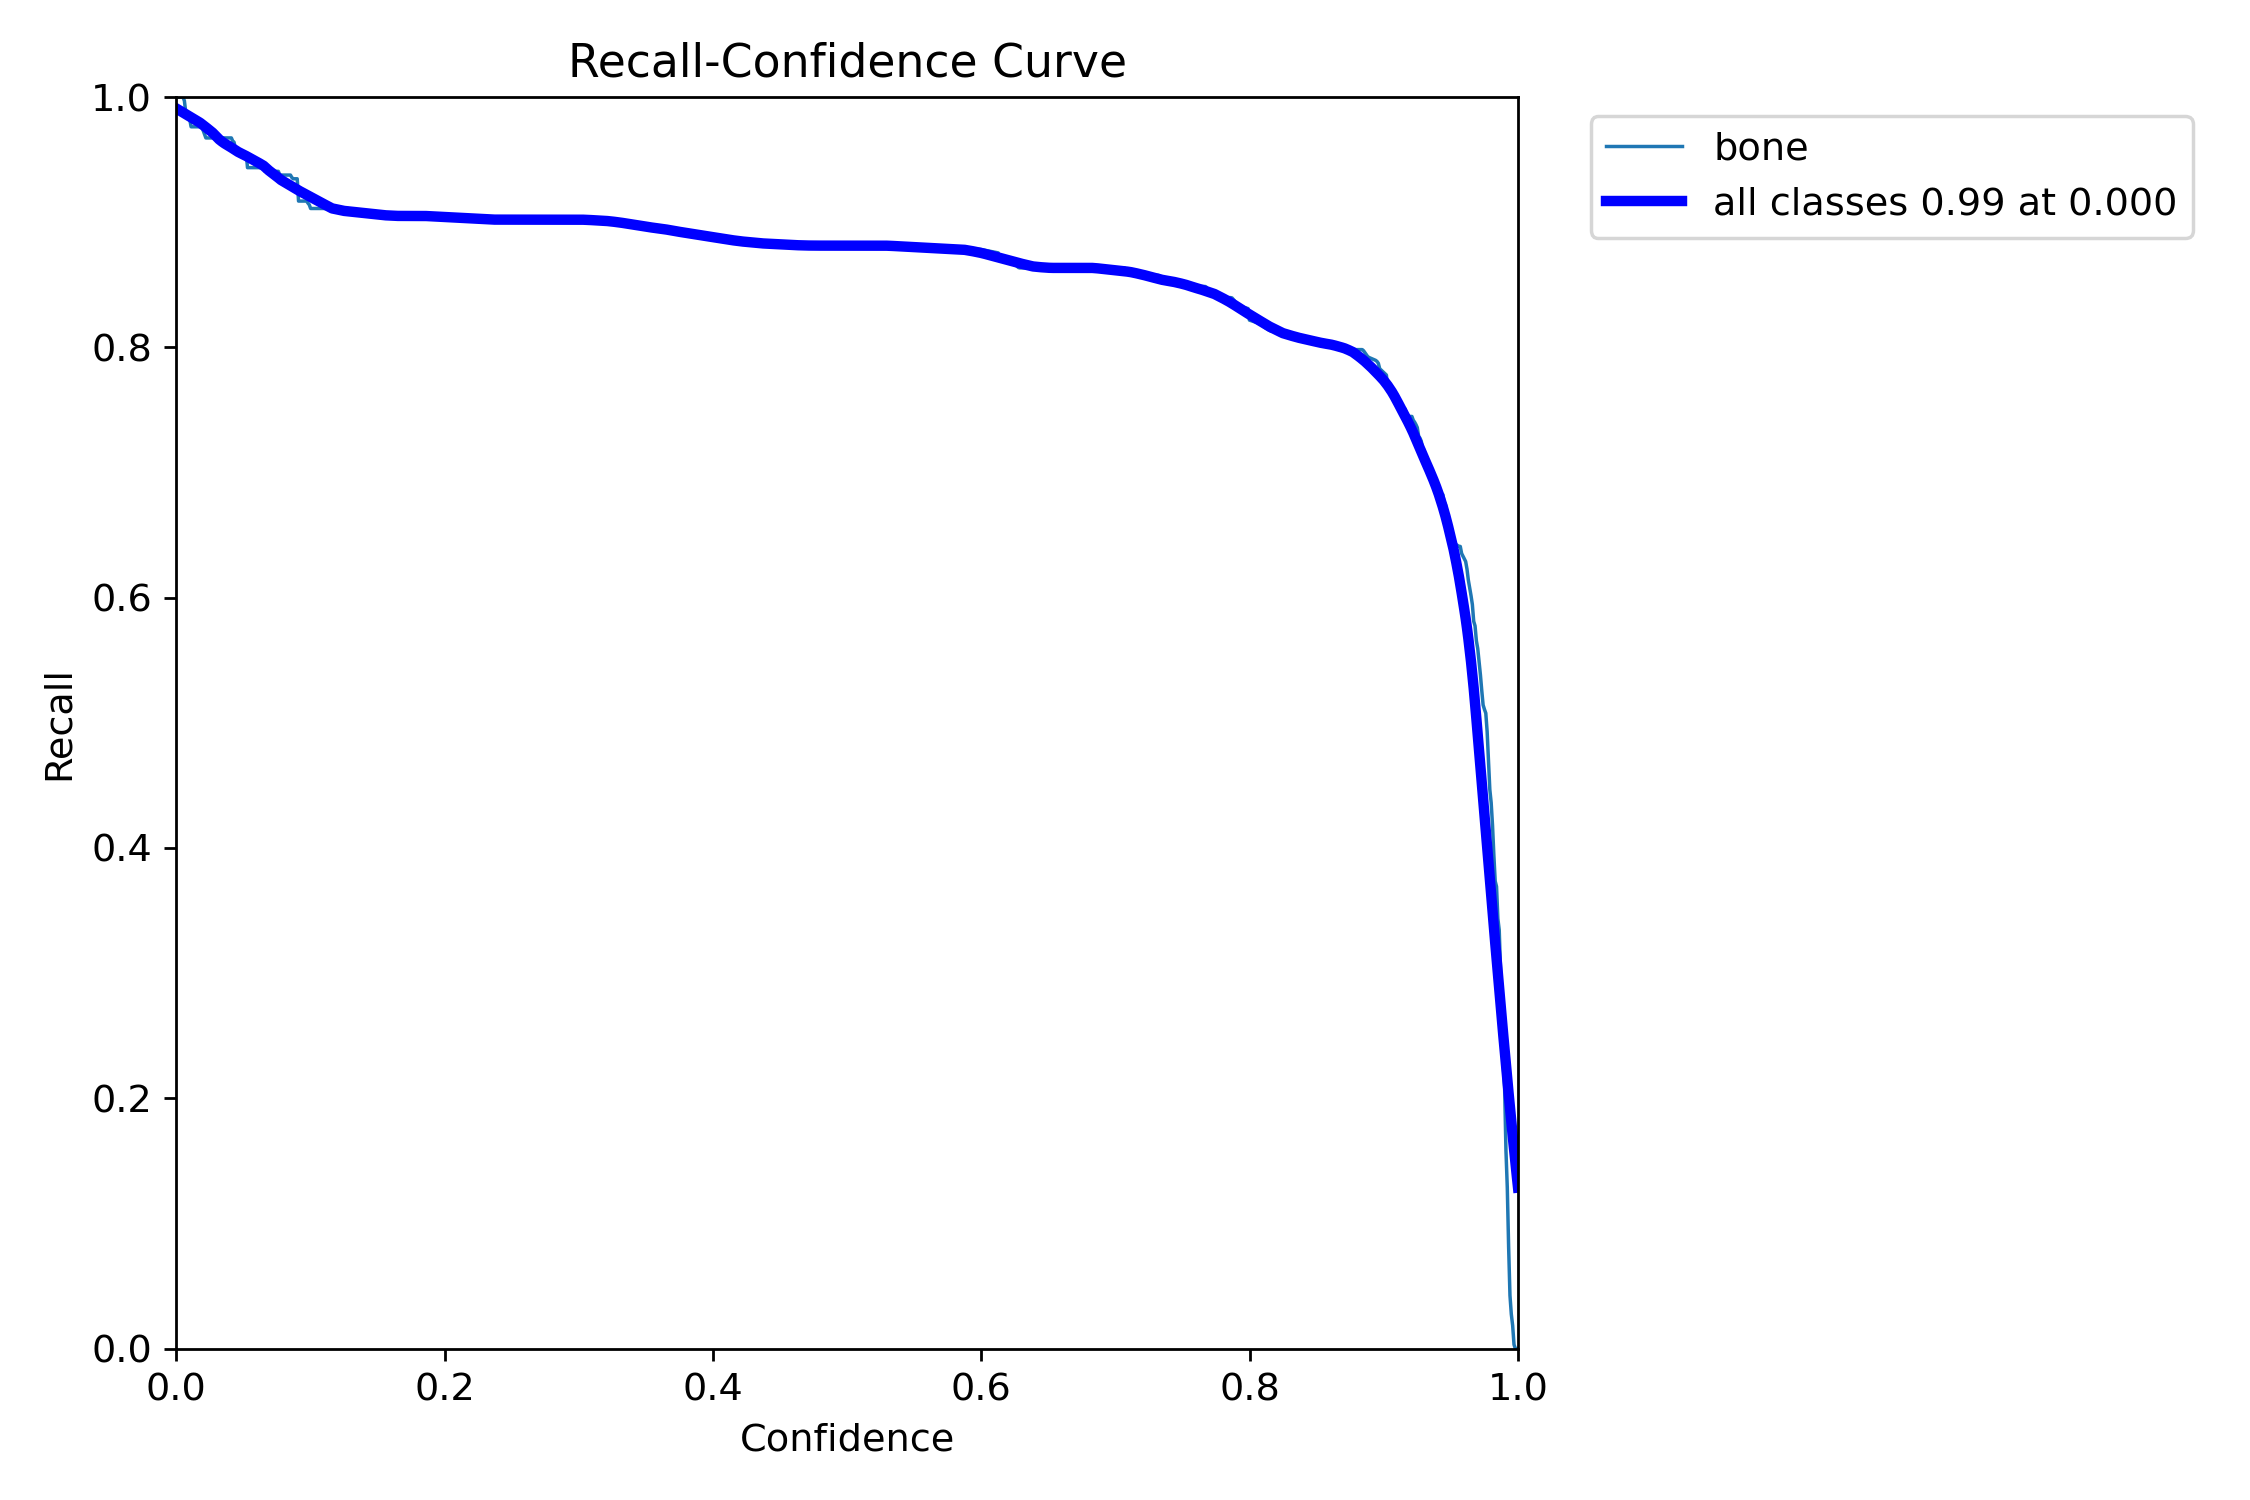 Recall-Confidence Curve
bone
all classes 0.99 at 0.000
1.0
0.8
0.6
0.4
0.2
0.0
Recall
0.0 0.2 0.4 0.6 0.8 1.0
Confidence